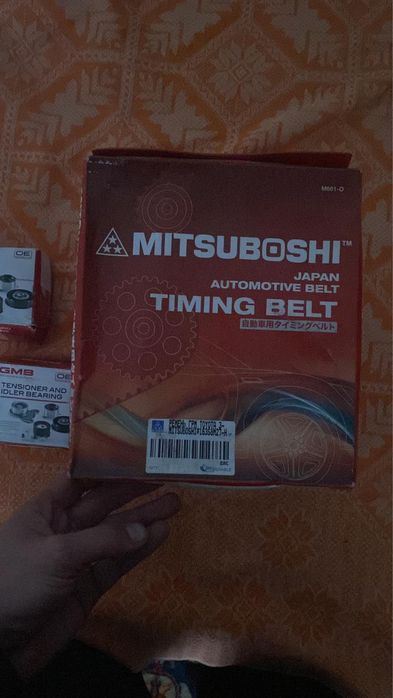 M661-O
MITSUBOSHI™
JAPAN
AUTOMOTIVE BELT
TIMING BELT
自動車用タイミングベルト
OE
GMB
OE
TENSIONER AND
IDLER BEARING